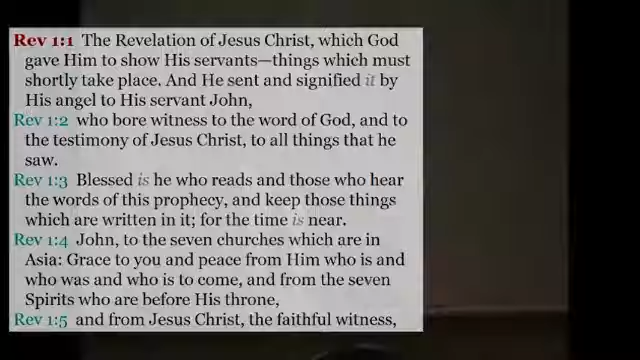 Rev 1:1 The Revelation of Jesus Christ, which God
gave Him to show His servants—things which must
shortly take place. And He sent and signified it by
His angel to His servant John,
Rev 1:2 who bore witness to the word of God, and to
the testimony of Jesus Christ, to all things that he
saw.
Rev 1:3 Blessed is he who reads and those who hear
the words of this prophecy, and keep those things
which are written in it; for the time is near.
Rev 1:4 John, to the seven churches which are in
Asia: Grace to you and peace from Him who is and
who was and who is to come, and from the seven
Spirits who are before His throne,
Rev 1:5 and from Jesus Christ, the faithful witness,